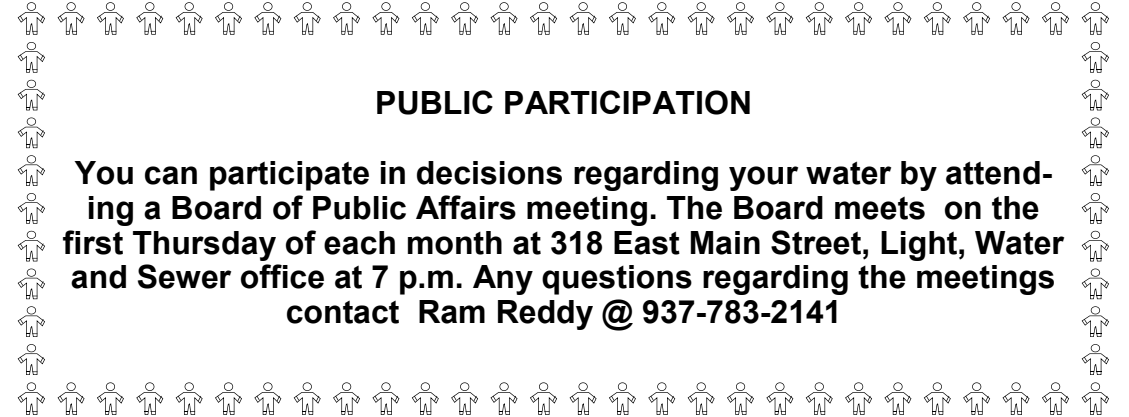 PUBLIC PARTICIPATION
You can participate in decisions regarding your water by attend-
ing a Board of Public Affairs meeting. The Board meets  on the
first Thursday of each month at 318 East Main Street, Light, Water
and Sewer office at 7 p.m. Any questions regarding the meetings
contact  Ram Reddy @ 937-783-2141